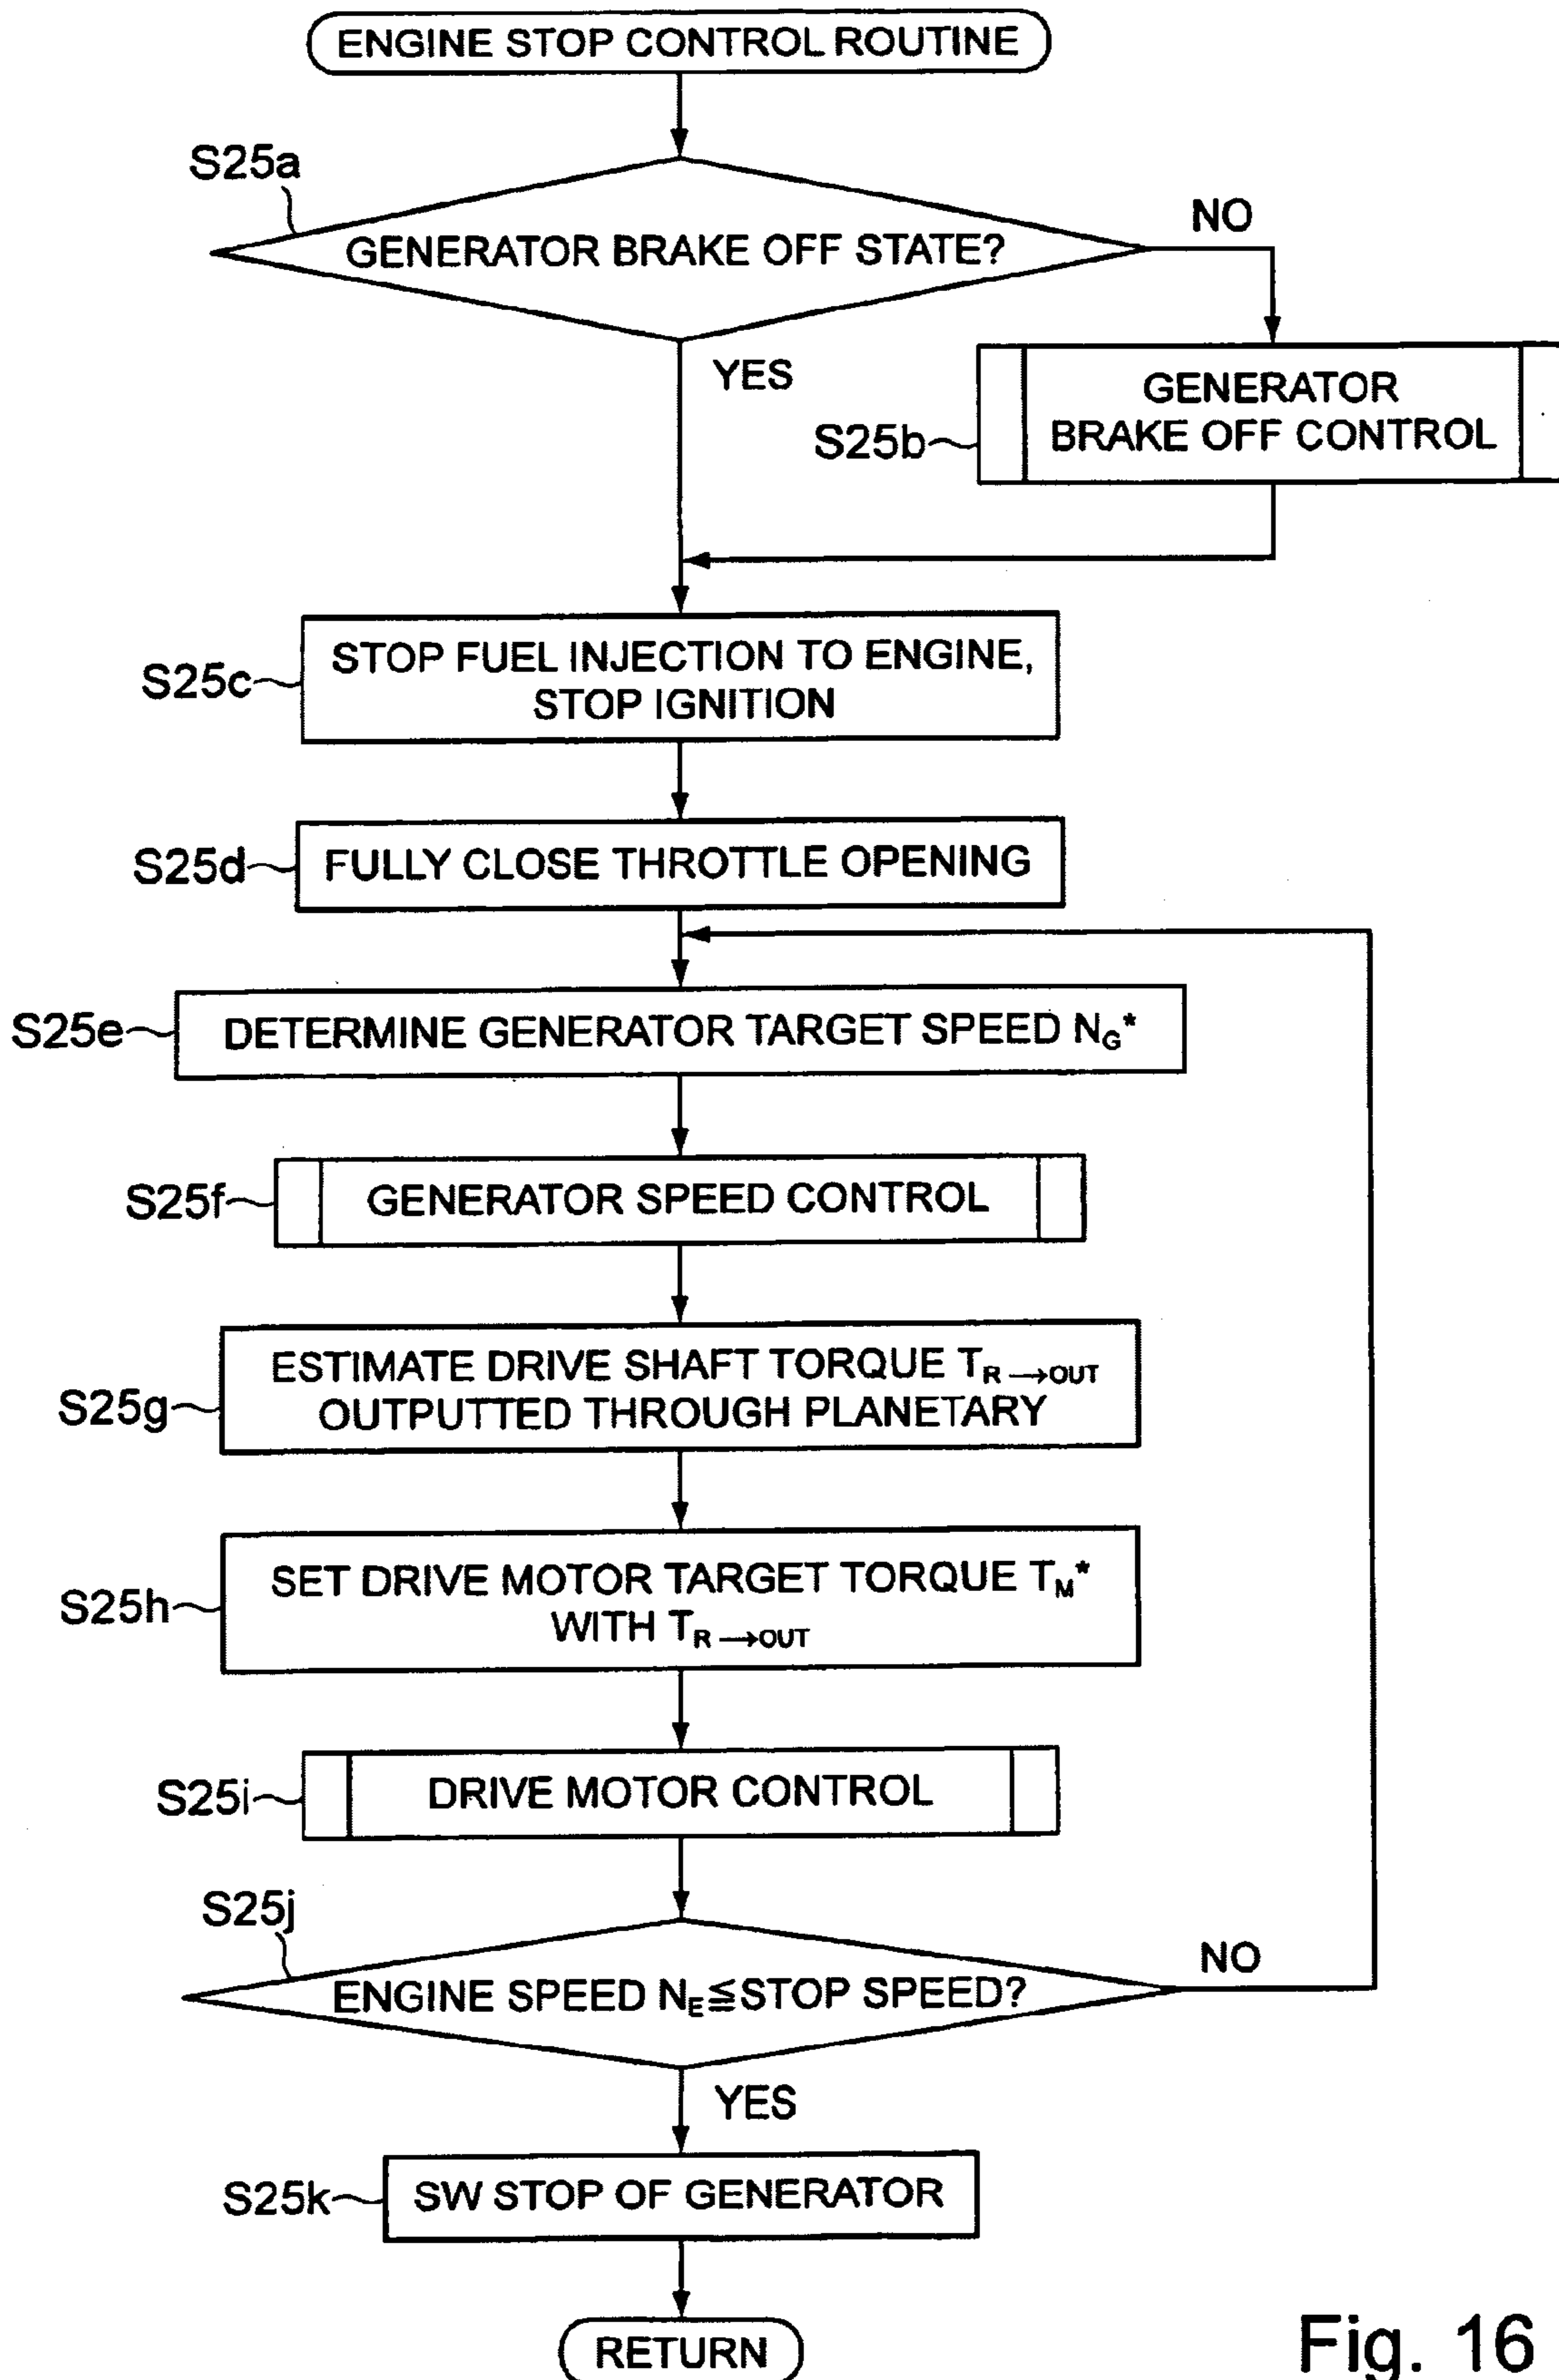 ENGINE STOP CONTROL ROUTINE
S25a
GENERATOR BRAKE OFF STATE?
NO
YES
GENERATOR
BRAKE OFF CONTROL
S25b
STOP FUEL INJECTION TO ENGINE,
STOP IGNITION
S25c
FULLY CLOSE THROTTLE OPENING
S25d
DETERMINE GENERATOR TARGET SPEED NG*
S25e
GENERATOR SPEED CONTROL
S25f
ESTIMATE DRIVE SHAFT TORQUE TR→OUT
OUTPUTTED THROUGH PLANETARY
S25g
SET DRIVE MOTOR TARGET TORQUE TM*
WITH TR→OUT
S25h
DRIVE MOTOR CONTROL
S25i
S25j
ENGINE SPEED NE≦STOP SPEED?
NO
YES
SW STOP OF GENERATOR
S25k
RETURN
Fig. 16